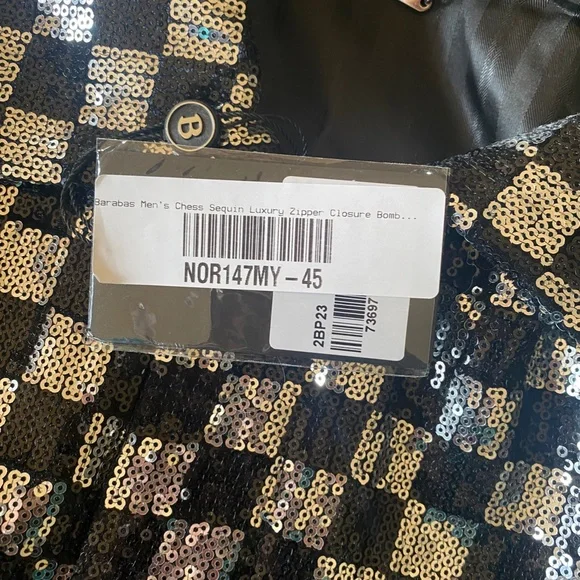 B
Barabas Men's Chess Sequin Luxury Zipper Closure Bomb...
NOR147MY-45
2BP23
73697